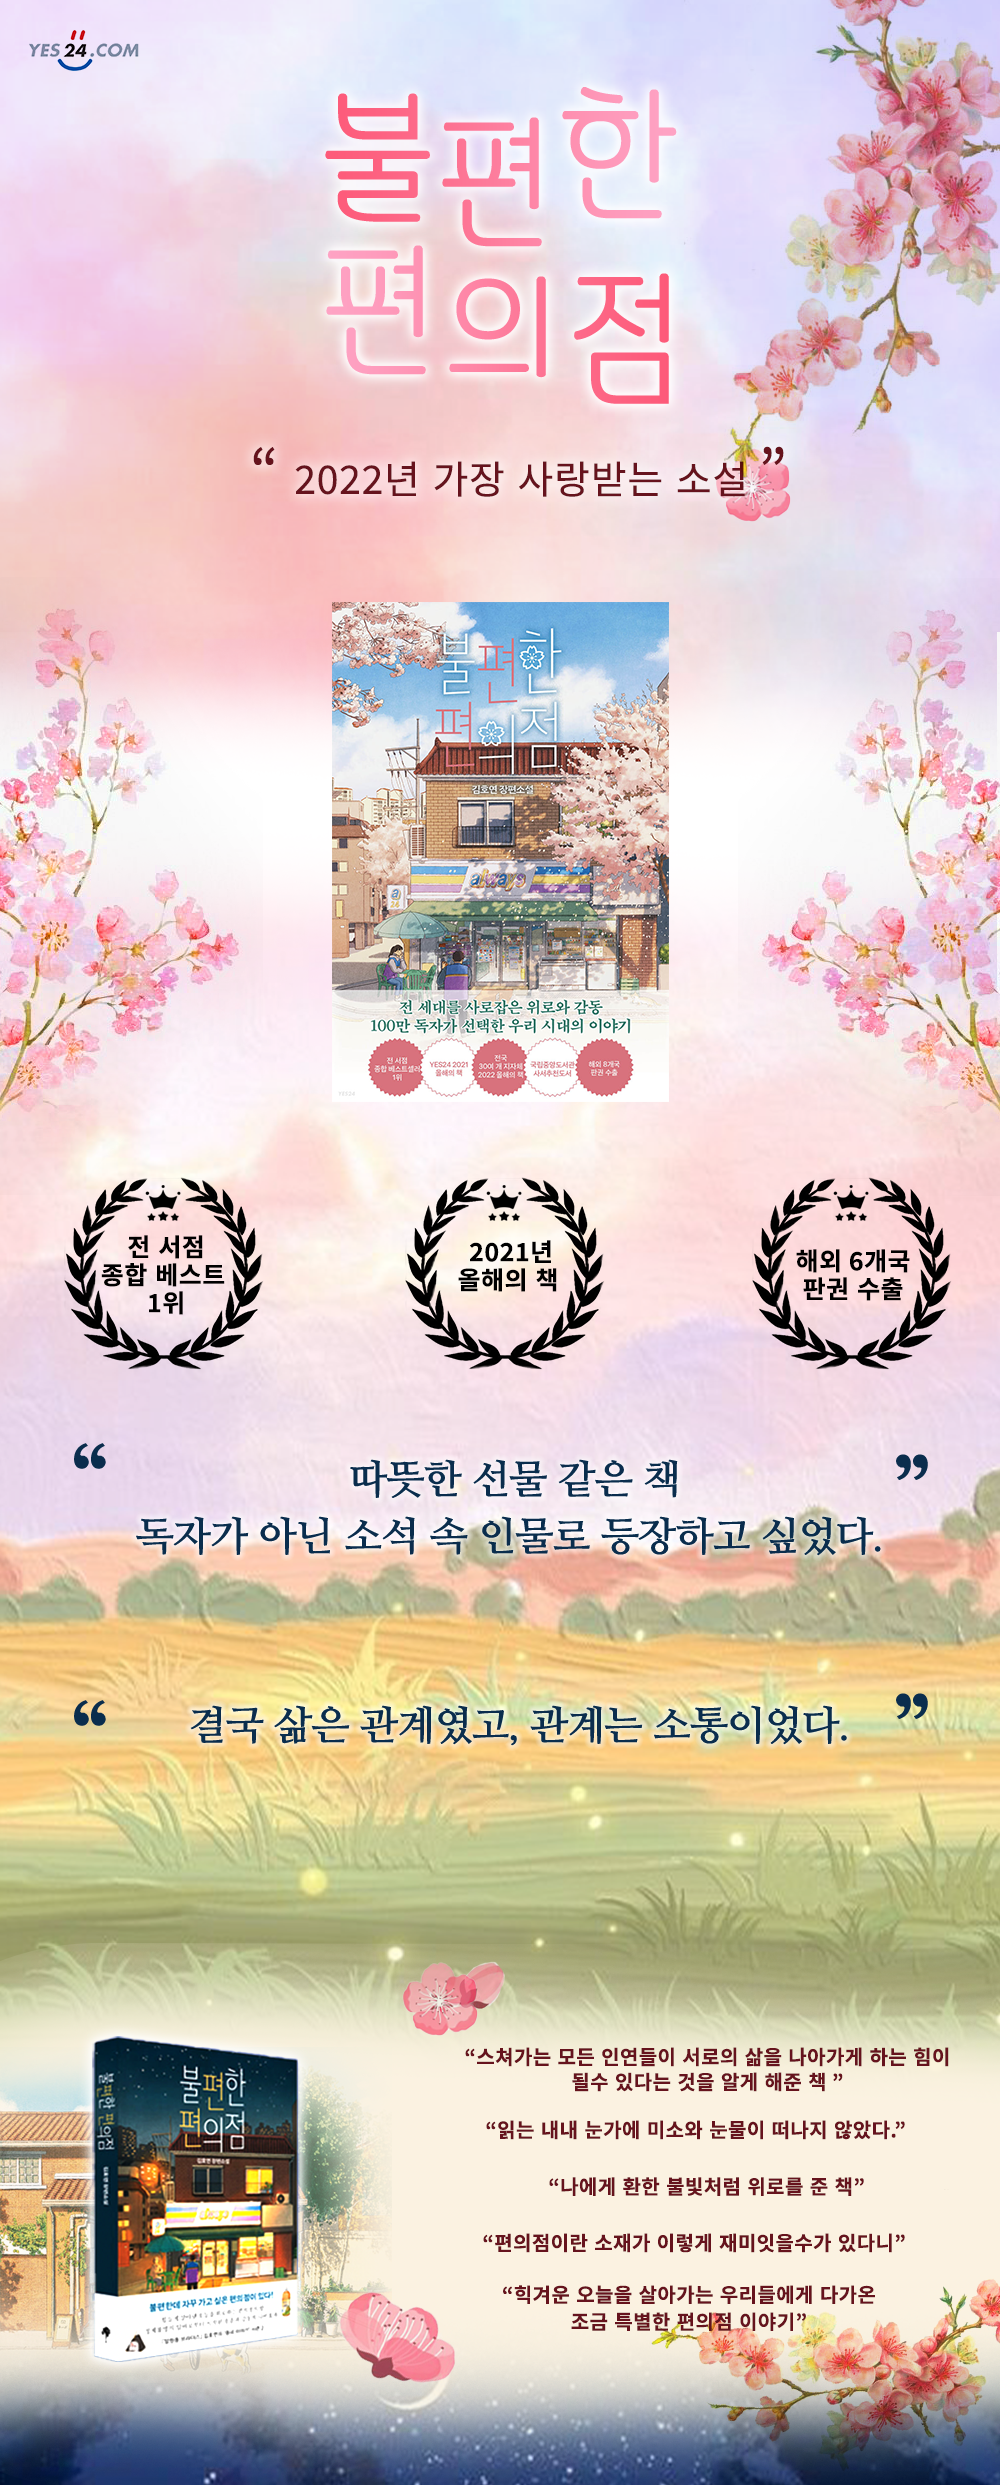 YES24.COM
불편한
편의점
“ 2022년 가장 사랑받는 소설 ”
불편한
편의점
김호연 장편소설
always
전 세대를 사로잡은 위로와 감동
100만 독자가 선택한 우리 시대의 이야기
전 서점
종합 베스트셀러
1위
YES24 2021
올해의 책
전국
30여 개 지자체
2022 올해의 책
국립중앙도서관
사서추천도서
해외 8개국
판권 수출
YES24
전 서점
종합 베스트
1위
2021년
올해의 책
해외 6개국
판권 수출
“ 따뜻한 선물 같은 책 ”
독자가 아닌 소석 속 인물로 등장하고 싶었다.
“ 결국 삶은 관계였고, 관계는 소통이었다. ”
“스쳐가는 모든 인연들이 서로의 삶을 나아가게 하는 힘이
될수 있다는 것을 알게 해준 책 ”
“읽는 내내 눈가에 미소와 눈물이 떠나지 않았다.”
“나에게 환한 불빛처럼 위로를 준 책”
“편의점이란 소재가 이렇게 재미잇을수가 있다니”
“힉겨운 오늘을 살아가는 우리들에게 다가온
조금 특별한 편의점 이야기”
불편한 편의점
불편한
편의점
김호연 장편소설
always
불편한데 자꾸 가고 싶은 편의점이 있다!